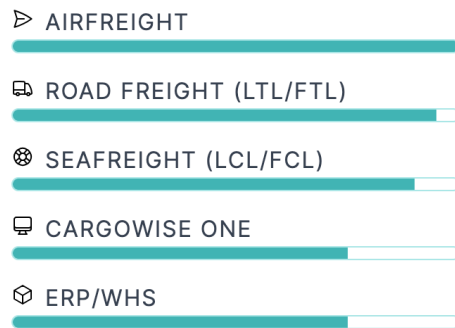 AIRFREIGHT
ROAD FREIGHT (LTL/FTL)
SEAFREIGHT (LCL/FCL)
CARGOWISE ONE
ERP/WHS